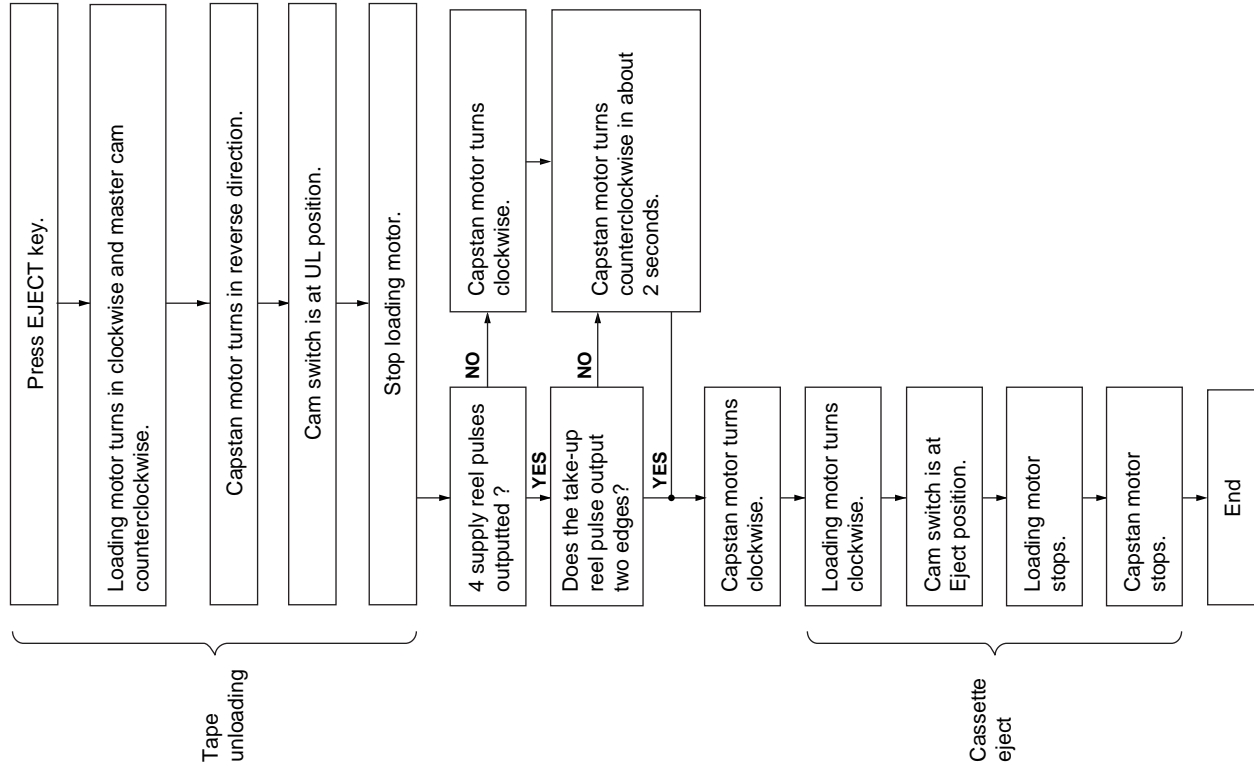 Press EJECT key.
Loading motor turns in clockwise and master cam
counterclockwise.
Capstan motor turns in reverse direction.
Cam switch is at UL position.
Stop loading motor.
Tape
unloading
4 supply reel pulses
outputted ?
NO
Capstan motor turns
clockwise.
YES
Does the take-up
reel pulse output
two edges?
NO
Capstan motor turns
counterclockwise in about
2 seconds.
YES
Capstan motor turns
clockwise.
Loading motor turns
clockwise.
Cam switch is at
Eject position.
Loading motor
stops.
Capstan motor
stops.
Cassette
eject
End